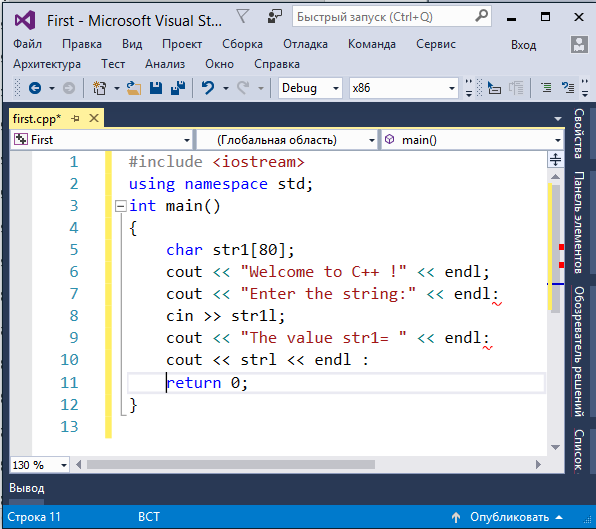 First - Microsoft Visual St...
Быстрый запуск (Ctrl+Q)
Файл Правка Вид Проект Сборка Отладка Команда Сервис Вход
Архитектура Тест Анализ Окно Справка
Debug x86
first.cpp*
First (Глобальная область) main()
1 #include <iostream>
2 using namespace std;
3 int main()
4 {
5 char str1[80];
6 cout << "Welcome to C++ !" << endl;
7 cout << "Enter the string:" << endl:
8 cin >> str1l;
9 cout << "The value str1= " << endl:
10 cout << strl << endl :
11 return 0;
12 }
13
130 %
Свойства
Панель элементов
Обозреватель решений
Список
Вывод
Строка 11 ВСТ Опубликовать